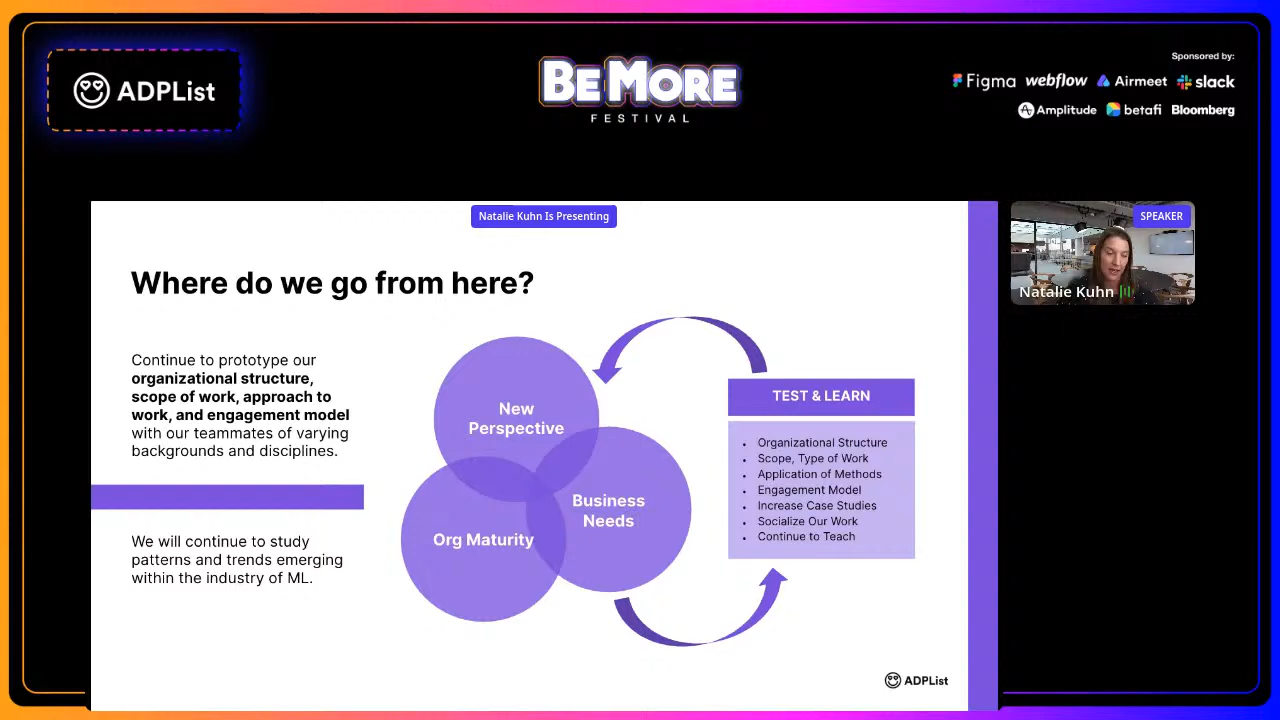 ADPList
BE MORE
FESTIVAL
Sponsored by:
Figma webflow Airmeet slack
Amplitude betafi Bloomberg
Natalie Kuhn Is Presenting
SPEAKER
Natalie Kuhn
Where do we go from here?
Continue to prototype our
organizational structure,
scope of work, approach to
work, and engagement model
with our teammates of varying
backgrounds and disciplines.
We will continue to study
patterns and trends emerging
within the industry of ML.
New
Perspective
Business
Needs
Org Maturity
TEST & LEARN
• Organizational Structure
• Scope, Type of Work
• Application of Methods
• Engagement Model
• Increase Case Studies
• Socialize Our Work
• Continue to Teach
ADPList